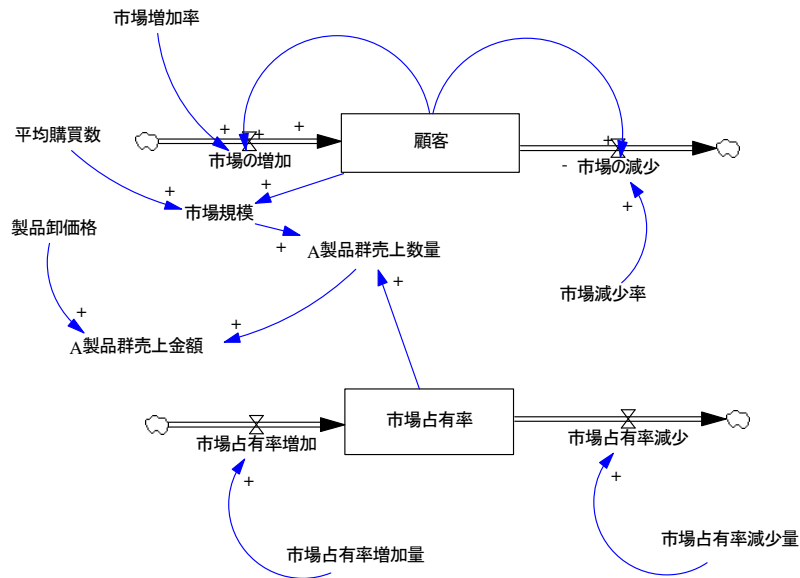 市場増加率
平均購買数
顧客
市場の増加
- 市場の減少
市場規模
製品卸価格
A製品群売上数量
市場減少率
A製品群売上金額
市場占有率
市場占有率増加
市場占有率減少
市場占有率増加量
市場占有率減少量
+
+
+
+
+
+
+
+
+
+
+
+
+